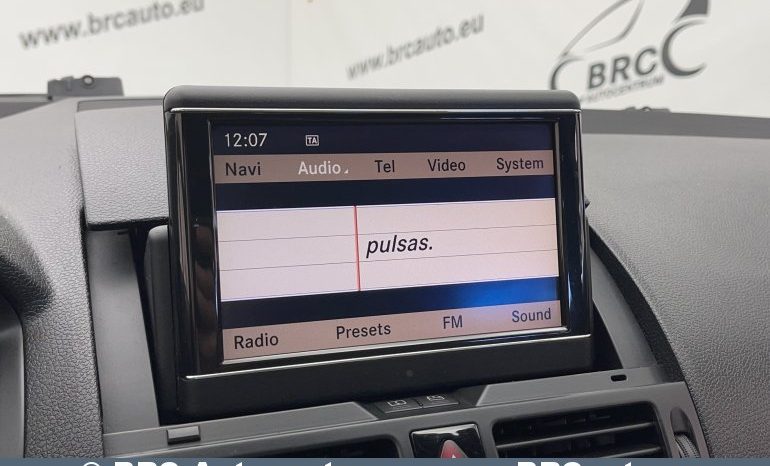 www.brcauto.eu
www.brcauto.eu
BRC
AUTOCENTRUM
12:07 TA
Navi Audio Tel Video System
pulsas.
Radio Presets FM Sound